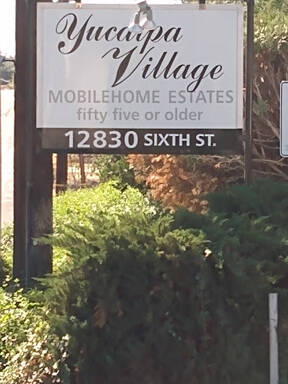 Yucaipa
Village
MOBILEHOME ESTATES
fifty five or older
12830 SIXTH ST.